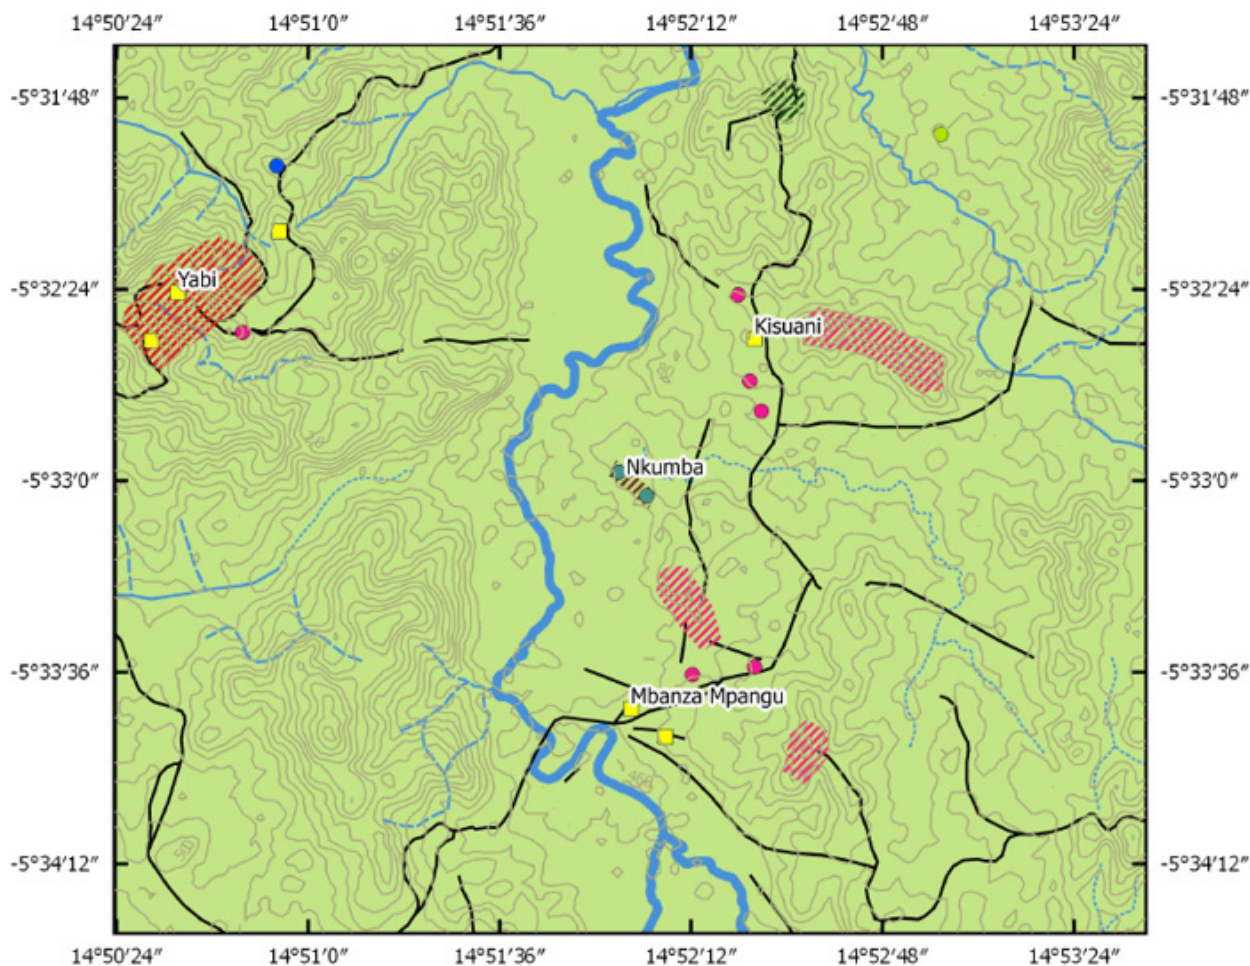 14°50′24″ 14°51′0″ 14°51′36″ 14°52′12″ 14°52′48″ 14°53′24″
-5°31′48″ -5°31′48″
Yabi
-5°32′24″ -5°32′24″
Kisuani
Nkumba
-5°33′0″ -5°33′0″
-5°33′36″ -5°33′36″
Mbanza Mpangu
-5°34′12″ -5°34′12″
14°50′24″ 14°51′0″ 14°51′36″ 14°52′12″ 14°52′48″ 14°53′24″